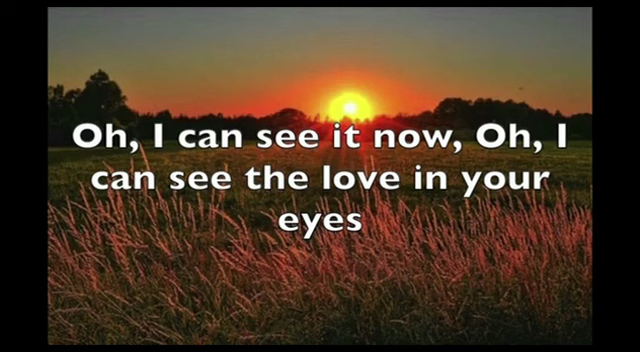 Oh, I can see it now, Oh, I
can see the love in your
eyes